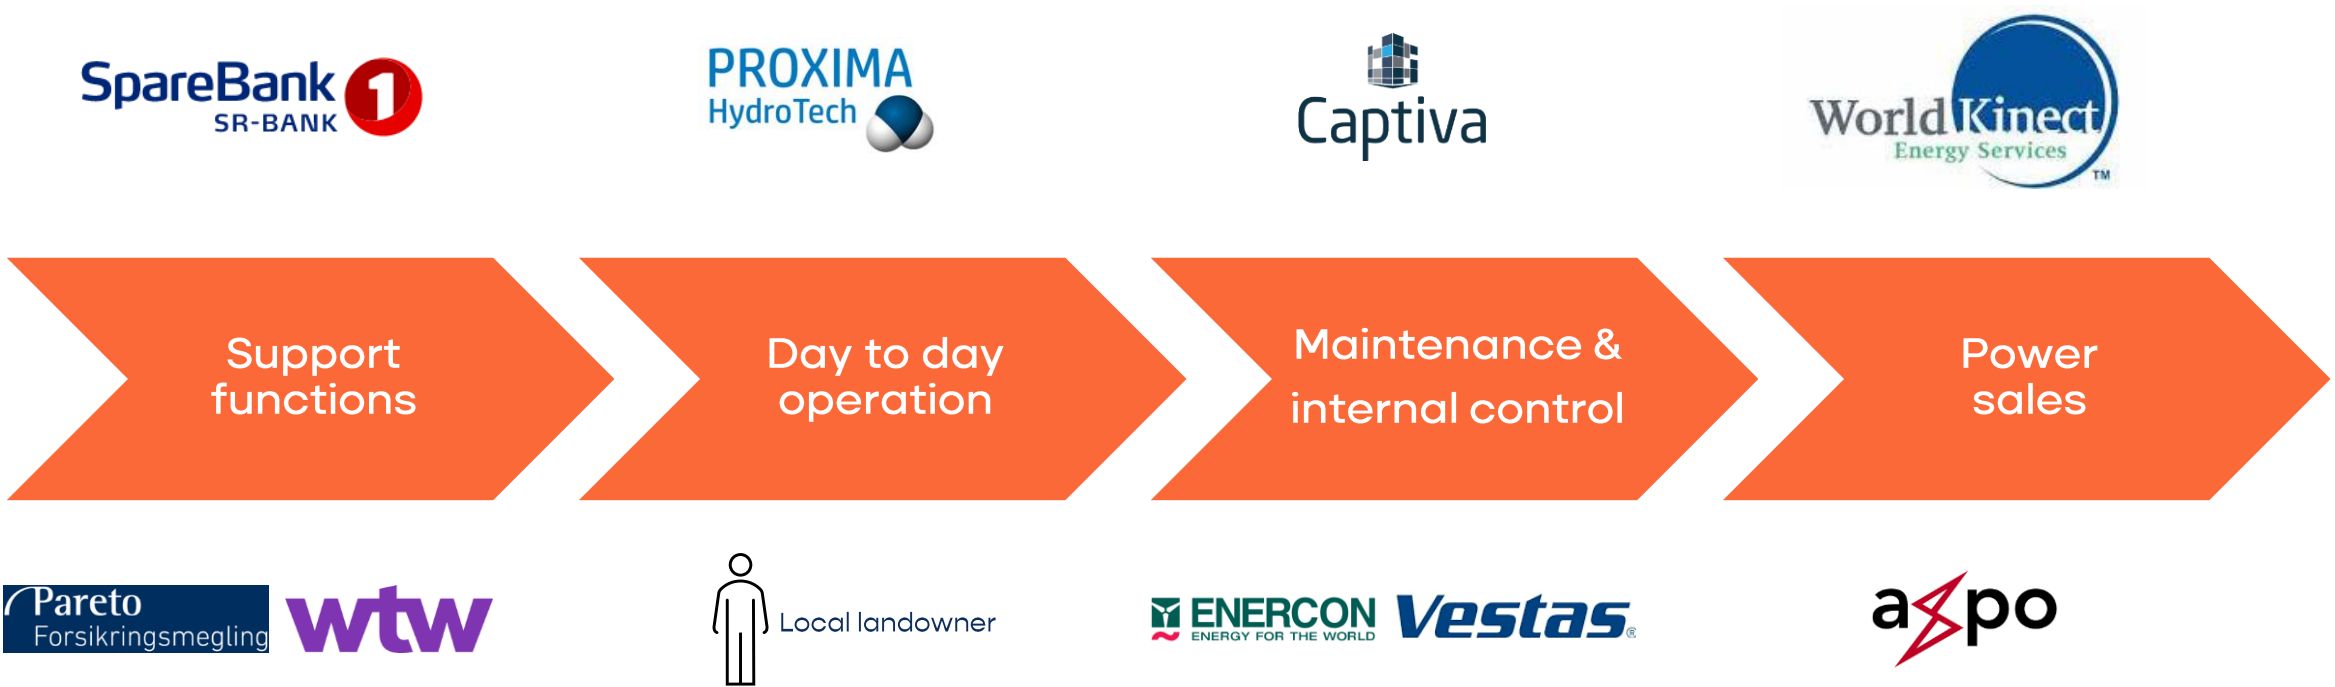 SpareBank 1
SR-BANK
PROXIMA
HydroTech
Captiva
World Kinect
Energy Services
TM
Support
functions
Day to day
operation
Maintenance &
internal control
Power
sales
Pareto
Forsikringsmegling
wtw
Local landowner
ENERCON
ENERGY FOR THE WORLD
Vestas®
axpo